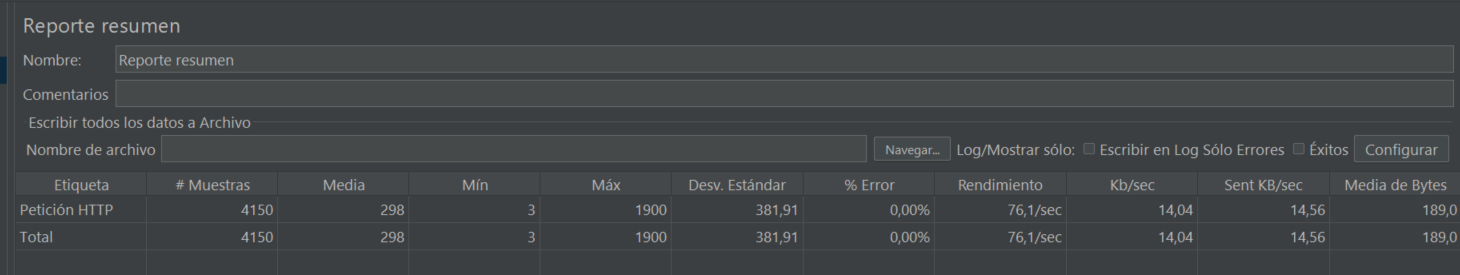 Reporte resumen
Nombre: Reporte resumen
Comentarios
Escribir todos los datos a Archivo
Nombre de archivo Navegar... Log/Mostrar sólo: Escribir en Log Sólo Errores Éxitos Configurar
Etiqueta # Muestras Media Mín Máx Desv. Estándar % Error Rendimiento Kb/sec Sent KB/sec Media de Bytes
Petición HTTP 4150 298 3 1900 381,91 0,00% 76,1/sec 14,04 14,56 189,0
Total 4150 298 3 1900 381,91 0,00% 76,1/sec 14,04 14,56 189,0